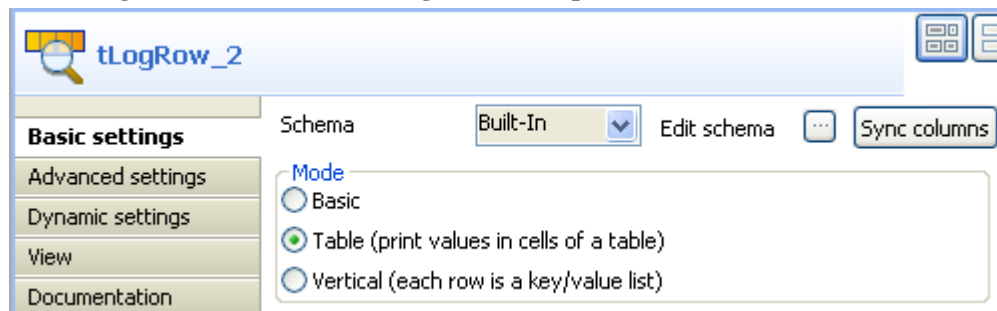 tLogRow_2
Basic settings
Advanced settings
Dynamic settings
View
Documentation
Schema Built-In Edit schema ... Sync columns
Mode
Basic
Table (print values in cells of a table)
Vertical (each row is a key/value list)